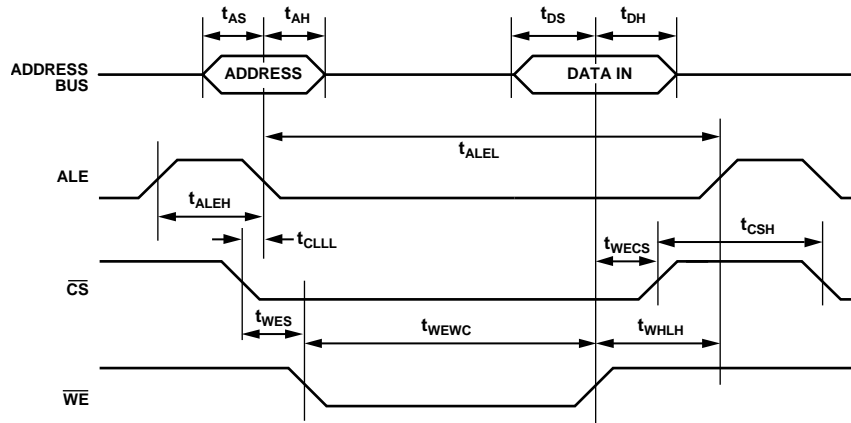 tAS tAH tDS tDH
ADDRESS
BUS
ADDRESS DATA IN
tALEL
ALE
tALEH
tCLLL
tWECS tCSH
CS
tWES tWEWC tWHLH
WE